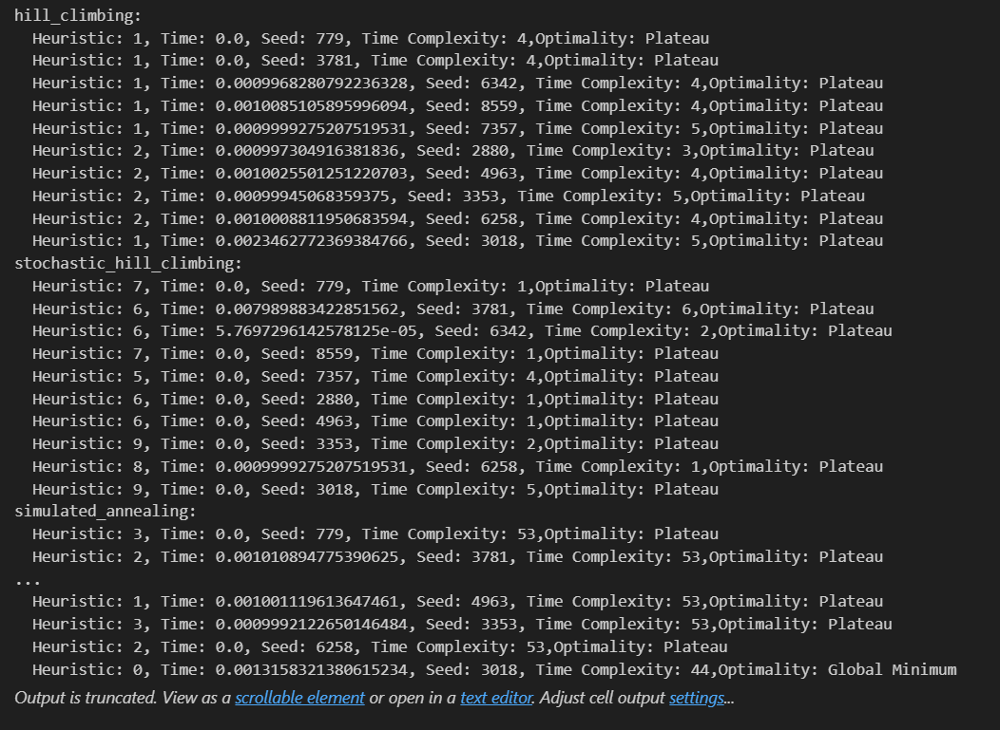 hill_climbing:
Heuristic: 1, Time: 0.0, Seed: 779, Time Complexity: 4,Optimality: Plateau
Heuristic: 1, Time: 0.0, Seed: 3781, Time Complexity: 4,Optimality: Plateau
Heuristic: 1, Time: 0.0009968280792236328, Seed: 6342, Time Complexity: 4,Optimality: Plateau
Heuristic: 1, Time: 0.0010085105895996094, Seed: 8559, Time Complexity: 4,Optimality: Plateau
Heuristic: 1, Time: 0.0009999275207519531, Seed: 7357, Time Complexity: 5,Optimality: Plateau
Heuristic: 2, Time: 0.000997304916381836, Seed: 2880, Time Complexity: 3,Optimality: Plateau
Heuristic: 2, Time: 0.0010025501251220703, Seed: 4963, Time Complexity: 4,Optimality: Plateau
Heuristic: 2, Time: 0.00099945068359375, Seed: 3353, Time Complexity: 5,Optimality: Plateau
Heuristic: 2, Time: 0.0010008811950683594, Seed: 6258, Time Complexity: 4,Optimality: Plateau
Heuristic: 1, Time: 0.0023462772369384766, Seed: 3018, Time Complexity: 5,Optimality: Plateau
stochastic_hill_climbing:
Heuristic: 7, Time: 0.0, Seed: 779, Time Complexity: 1,Optimality: Plateau
Heuristic: 6, Time: 0.007989883422851562, Seed: 3781, Time Complexity: 6,Optimality: Plateau
Heuristic: 6, Time: 5.7697296142578125e-05, Seed: 6342, Time Complexity: 2,Optimality: Plateau
Heuristic: 7, Time: 0.0, Seed: 8559, Time Complexity: 1,Optimality: Plateau
Heuristic: 5, Time: 0.0, Seed: 7357, Time Complexity: 4,Optimality: Plateau
Heuristic: 6, Time: 0.0, Seed: 2880, Time Complexity: 1,Optimality: Plateau
Heuristic: 6, Time: 0.0, Seed: 4963, Time Complexity: 1,Optimality: Plateau
Heuristic: 9, Time: 0.0, Seed: 3353, Time Complexity: 2,Optimality: Plateau
Heuristic: 8, Time: 0.0009999275207519531, Seed: 6258, Time Complexity: 1,Optimality: Plateau
Heuristic: 9, Time: 0.0, Seed: 3018, Time Complexity: 5,Optimality: Plateau
simulated_annealing:
Heuristic: 3, Time: 0.0, Seed: 779, Time Complexity: 53,Optimality: Plateau
Heuristic: 2, Time: 0.001010894775390625, Seed: 3781, Time Complexity: 53,Optimality: Plateau
...
Heuristic: 1, Time: 0.001001119613647461, Seed: 4963, Time Complexity: 53,Optimality: Plateau
Heuristic: 3, Time: 0.0009992122650146484, Seed: 3353, Time Complexity: 53,Optimality: Plateau
Heuristic: 2, Time: 0.0, Seed: 6258, Time Complexity: 53,Optimality: Plateau
Heuristic: 0, Time: 0.0013158321380615234, Seed: 3018, Time Complexity: 44,Optimality: Global Minimum
Output is truncated. View as a scrollable element or open in a text editor. Adjust cell output settings...